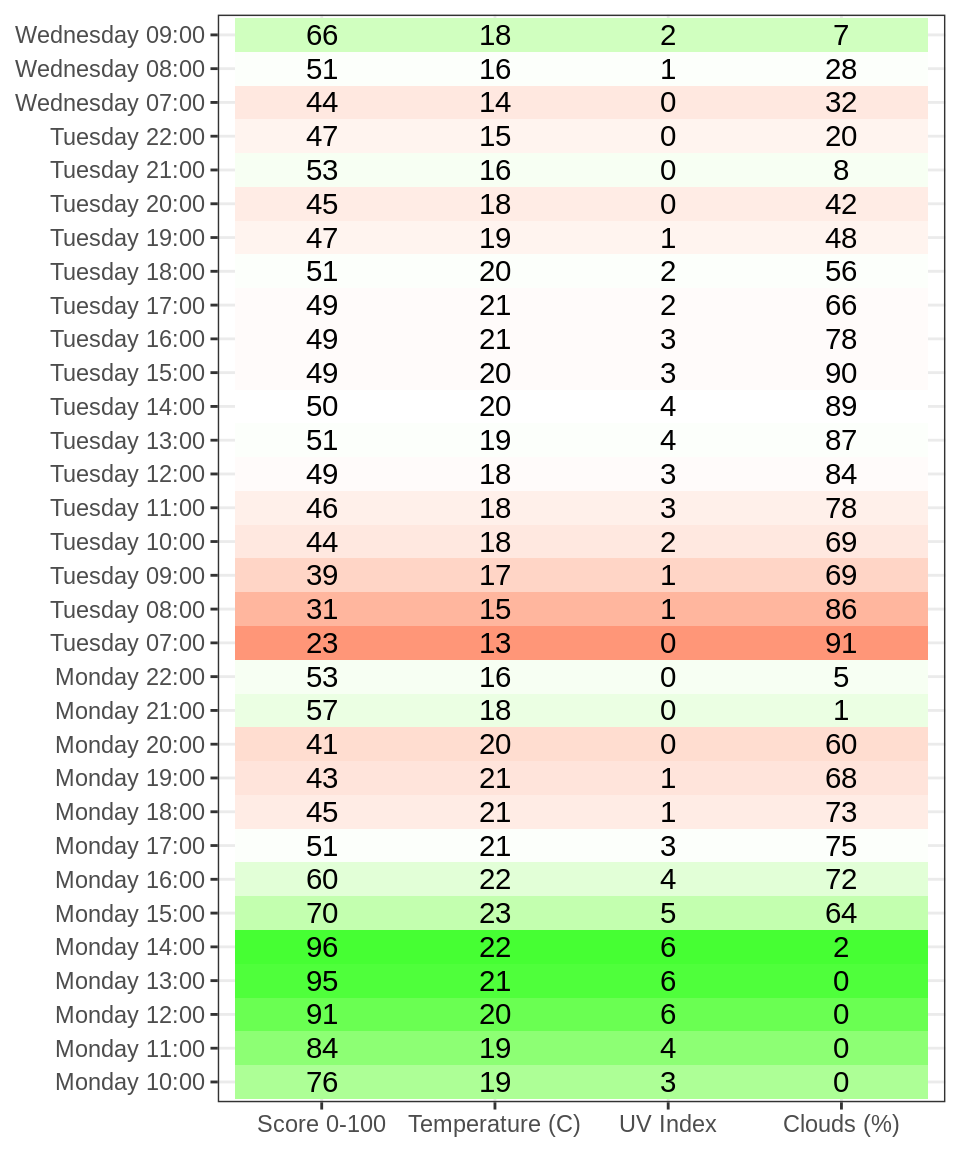 Wednesday 09:00 66 18 2 7
Wednesday 08:00 51 16 1 28
Wednesday 07:00 44 14 0 32
Tuesday 22:00 47 15 0 20
Tuesday 21:00 53 16 0 8
Tuesday 20:00 45 18 0 42
Tuesday 19:00 47 19 1 48
Tuesday 18:00 51 20 2 56
Tuesday 17:00 49 21 2 66
Tuesday 16:00 49 21 3 78
Tuesday 15:00 49 20 3 90
Tuesday 14:00 50 20 4 89
Tuesday 13:00 51 19 4 87
Tuesday 12:00 49 18 3 84
Tuesday 11:00 46 18 3 78
Tuesday 10:00 44 18 2 69
Tuesday 09:00 39 17 1 69
Tuesday 08:00 31 15 1 86
Tuesday 07:00 23 13 0 91
Monday 22:00 53 16 0 5
Monday 21:00 57 18 0 1
Monday 20:00 41 20 0 60
Monday 19:00 43 21 1 68
Monday 18:00 45 21 1 73
Monday 17:00 51 21 3 75
Monday 16:00 60 22 4 72
Monday 15:00 70 23 5 64
Monday 14:00 96 22 6 2
Monday 13:00 95 21 6 0
Monday 12:00 91 20 6 0
Monday 11:00 84 19 4 0
Monday 10:00 76 19 3 0
Score 0-100 Temperature (C) UV Index Clouds (%)